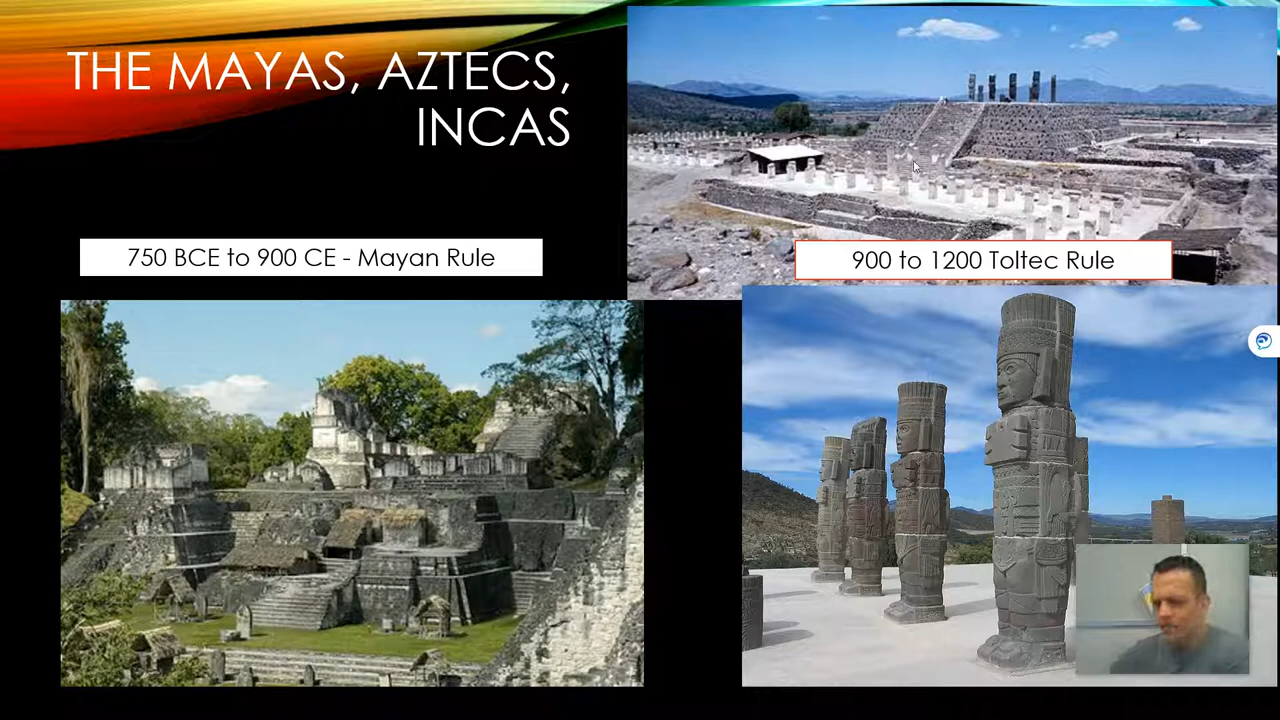 THE MAYAS, AZTECS,
INCAS
750 BCE to 900 CE - Mayan Rule
900 to 1200 Toltec Rule